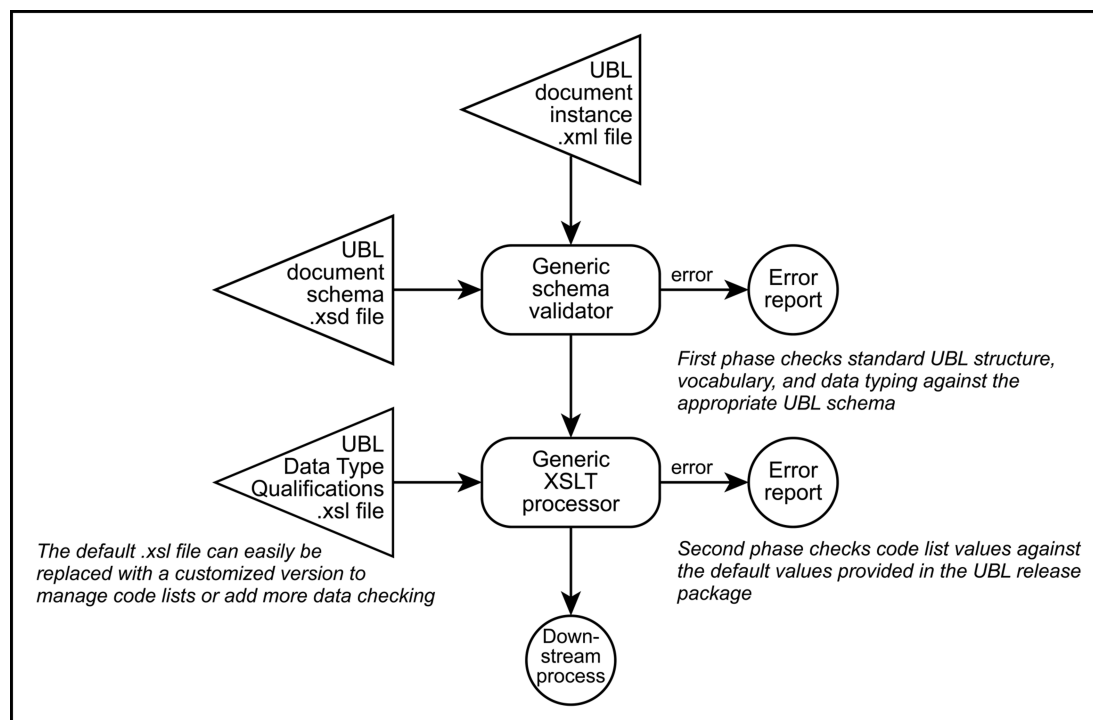 UBL
document
instance
.xml file
UBL
document
schema
.xsd file
Generic
schema
validator
error
Error
report
First phase checks standard UBL structure,
vocabulary, and data typing against the
appropriate UBL schema
UBL
Data Type
Qualifications
.xsl file
Generic
XSLT
processor
error
Error
report
The default .xsl file can easily be
replaced with a customized version to
manage code lists or add more data checking
Second phase checks code list values against
the default values provided in the UBL release
package
Down-
stream
process